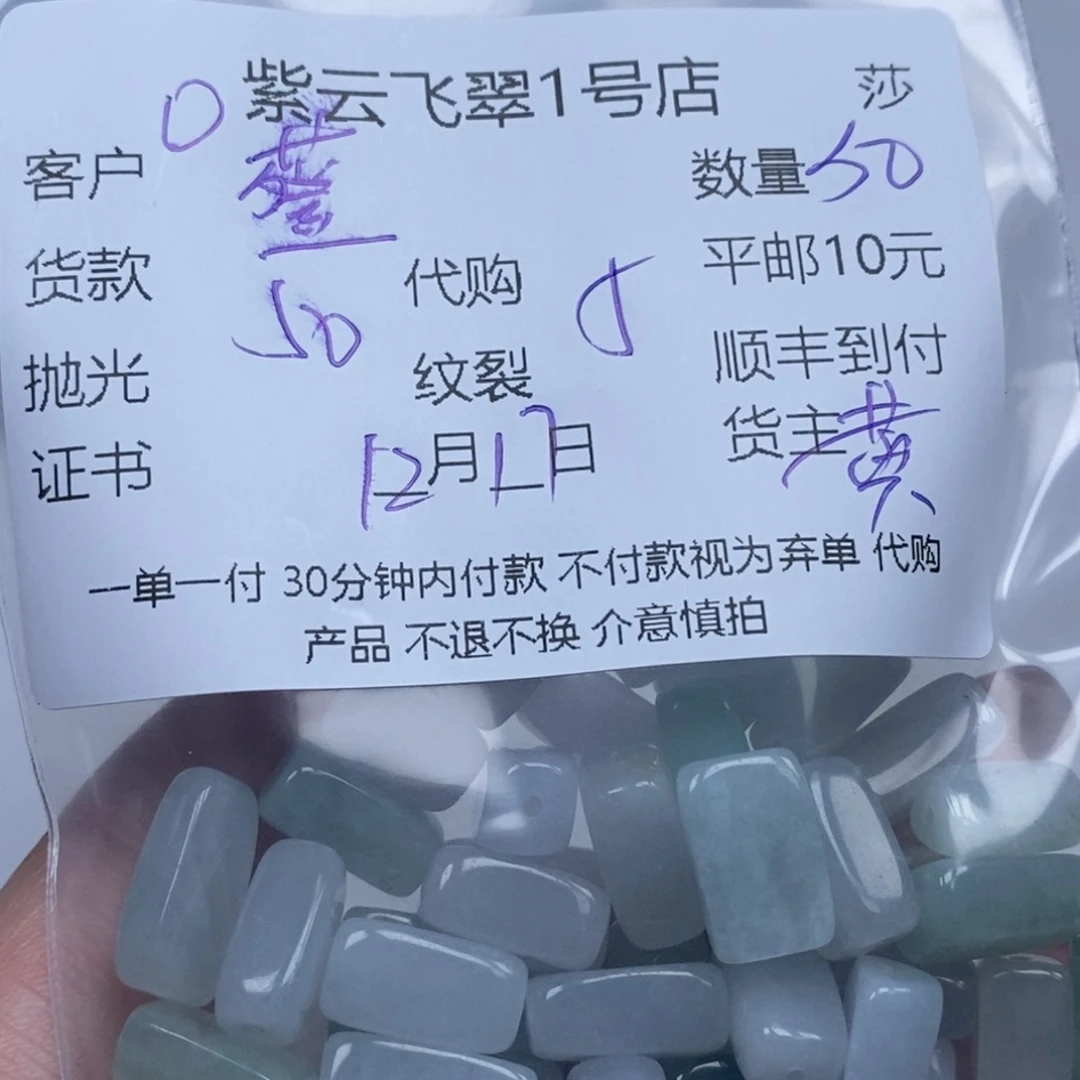 紫云飞翠1号店 莎
客户 数量50
货款 50 代购 5 平邮10元
抛光 纹裂 顺丰到付
证书 12月17日 货主黄
一单一付 30分钟内付款 不付款视为弃单 代购
产品 不退不换 介意慎拍